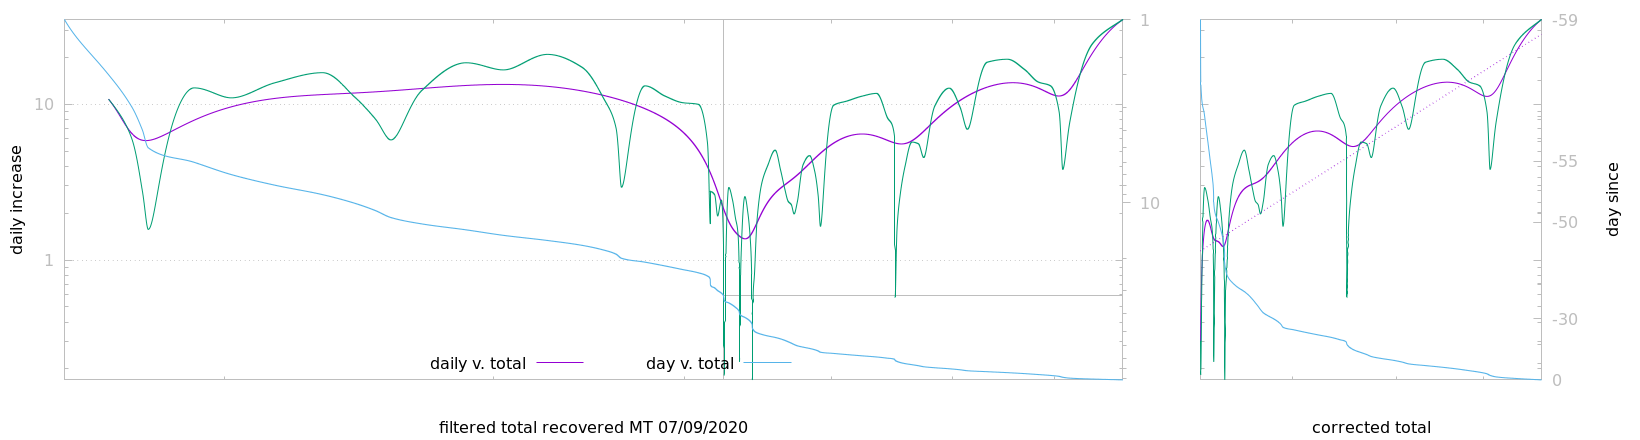 daily increase
10
1
daily v. total
day v. total
1
10
filtered total recovered MT 07/09/2020
-59
-55
-50
-30
0
day since
corrected total